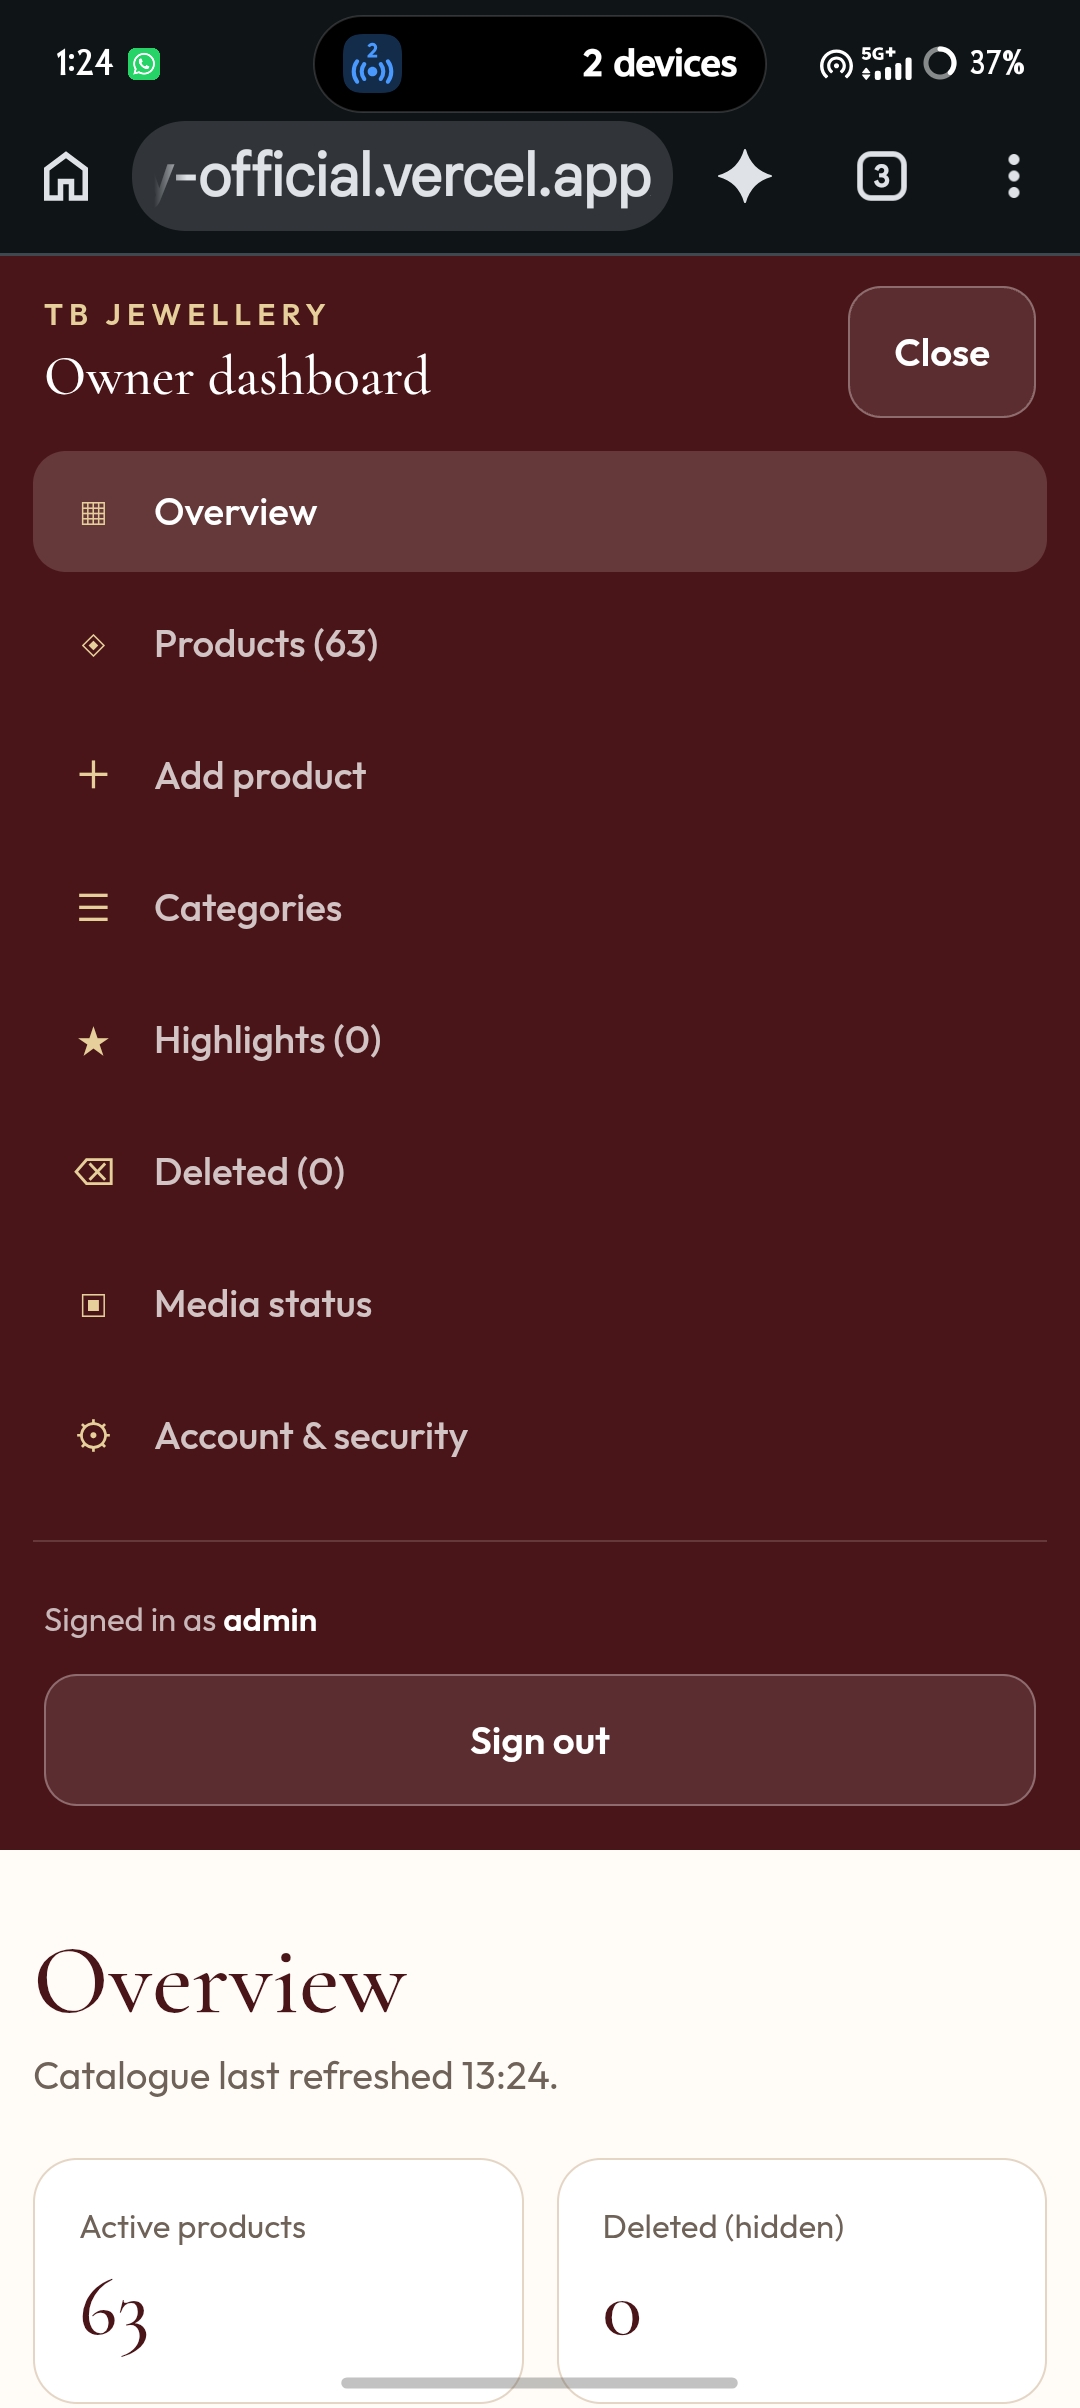 1:24
2
2 devices
5G+
37%
-official.vercel.app
3
TB JEWELLERY
Owner dashboard
Close
Overview
Products (63)
Add product
Categories
Highlights (0)
Deleted (0)
Media status
Account & security
Signed in as admin
Sign out
Overview
Catalogue last refreshed 13:24.
Active products
Deleted (hidden)
63
0